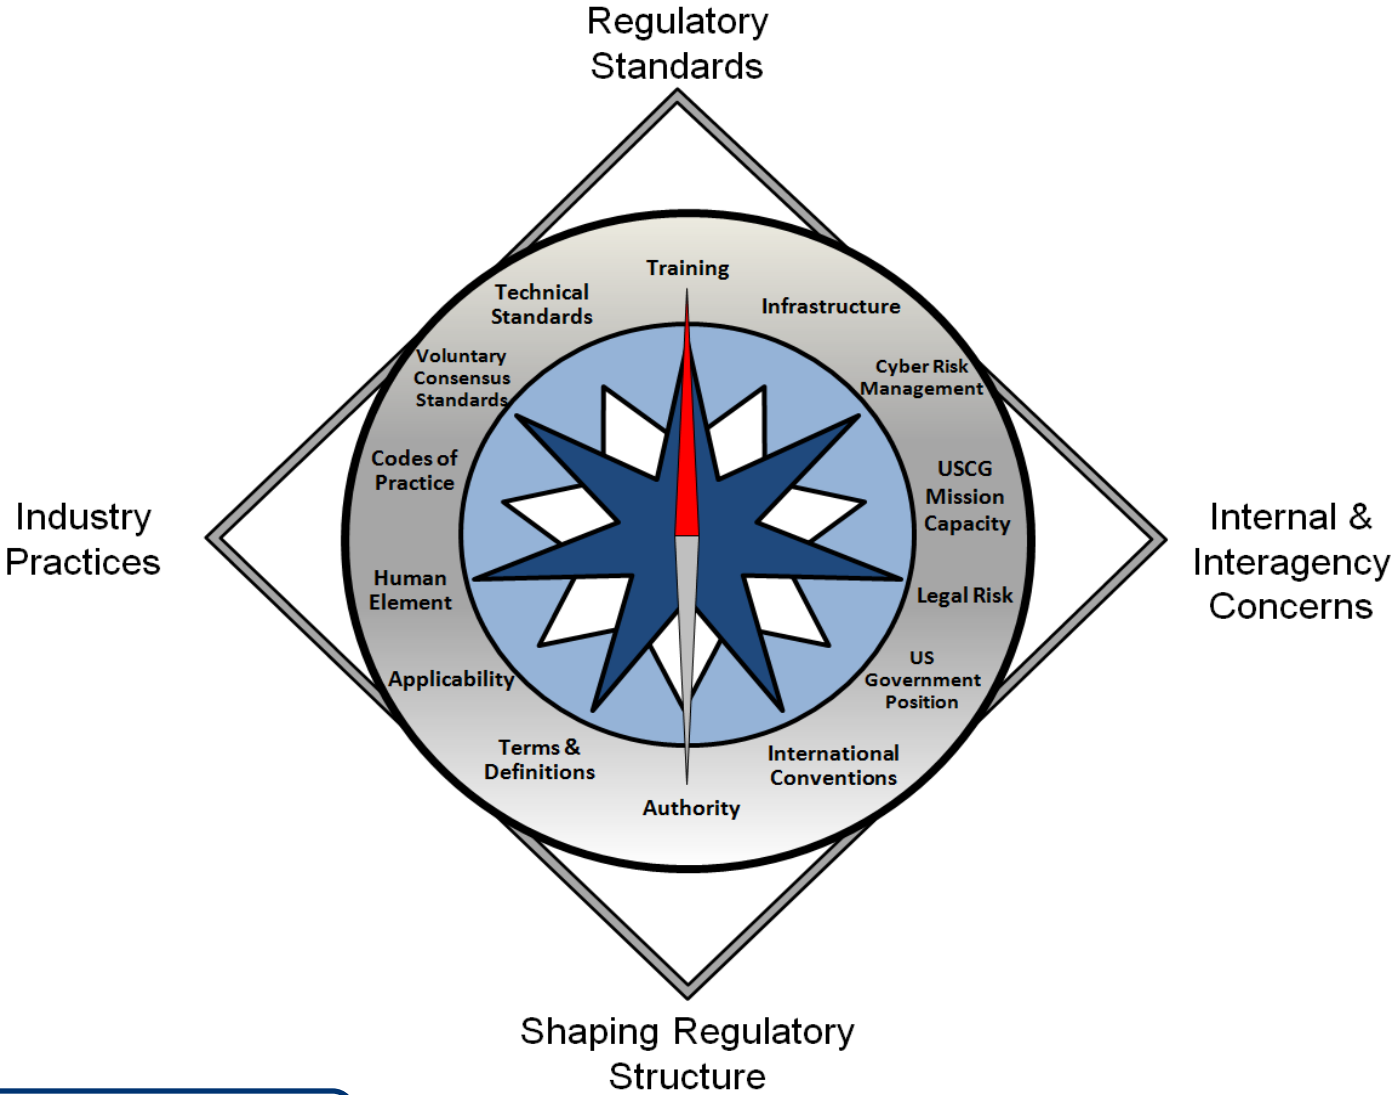 Regulatory
Standards
Training
Technical
Standards
Infrastructure
Voluntary
Consensus
Standards
Cyber Risk
Management
Codes of
Practice
USCG
Mission
Capacity
Industry
Practices
Internal &
Interagency
Concerns
Human
Element
Legal Risk
Applicability
US
Government
Position
Terms &
Definitions
International
Conventions
Authority
Shaping Regulatory
Structure